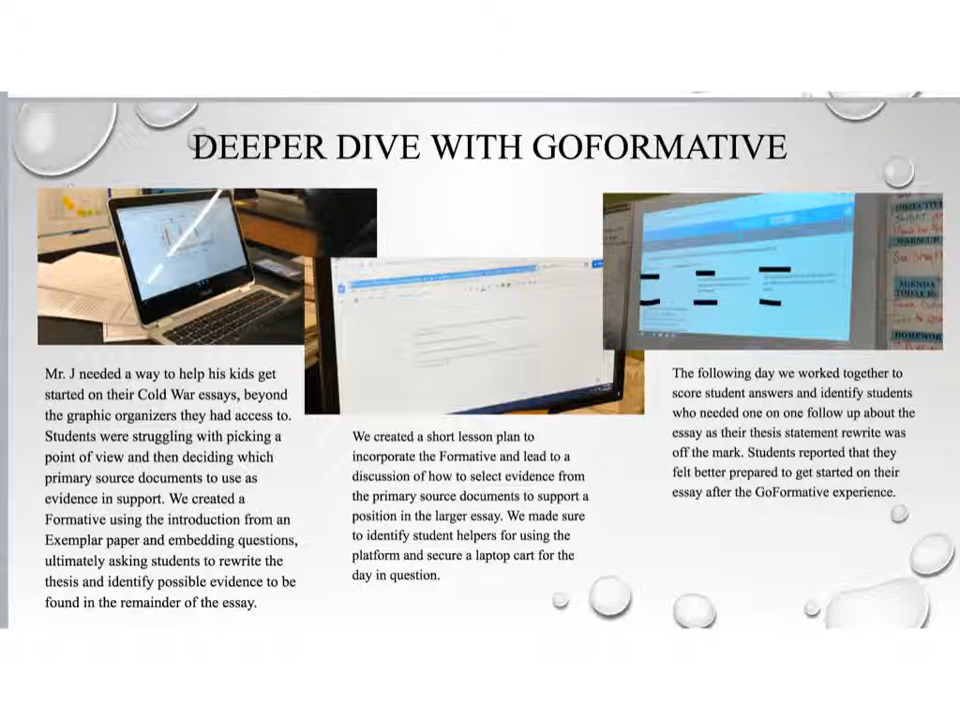 DEEPER DIVE WITH GOFORMATIVE
Mr. J needed a way to help his kids get
started on their Cold War essays, beyond
the graphic organizers they had access to.
Students were struggling with picking a
point of view and then deciding which
primary source documents to use as
evidence in support. We created a
Formative using the introduction from an
Exemplar paper and embedding questions,
ultimately asking students to rewrite the
thesis and identify possible evidence to be
found in the remainder of the essay.
We created a short lesson plan to
incorporate the Formative and lead to a
discussion of how to select evidence from
the primary source documents to support a
position in the larger essay. We made sure
to identify student helpers for using the
platform and secure a laptop cart for the
day in question.
OBJECTIVE
WARM UP
AGENDA
TODAY
HOMEWOR
The following day we worked together to
score student answers and identify students
who needed one on one follow up about the
essay as their thesis statement rewrite was
off the mark. Students reported that they
felt better prepared to get started on their
essay after the GoFormative experience.